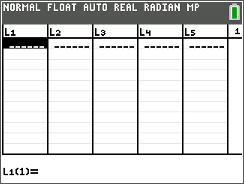 NORMAL FLOAT AUTO REAL RADIAN MP
L1 L2 L3 L4 L5 1
------ ------ ------ ------ ------
L1(1)=